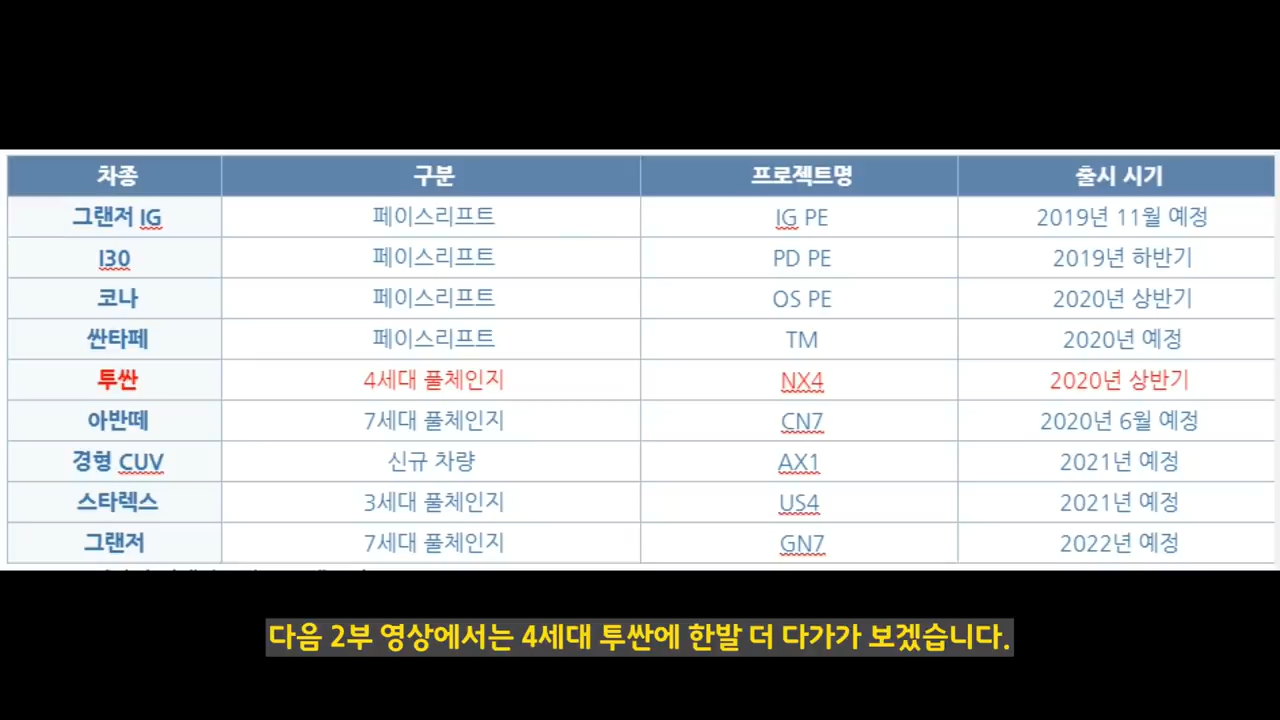 차종 구분 프로젝트명 출시 시기
그랜저 IG 페이스리프트 IG PE 2019년 11월 예정
I30 페이스리프트 PD PE 2019년 하반기
코나 페이스리프트 OS PE 2020년 상반기
싼타페 페이스리프트 TM 2020년 예정
투싼 4세대 풀체인지 NX4 2020년 상반기
아반떼 7세대 풀체인지 CN7 2020년 6월 예정
경형 CUV 신규 차량 AX1 2021년 예정
스타렉스 3세대 풀체인지 US4 2021년 예정
그랜저 7세대 풀체인지 GN7 2022년 예정
다음 2부 영상에서는 4세대 투싼에 한발 더 다가가 보겠습니다.